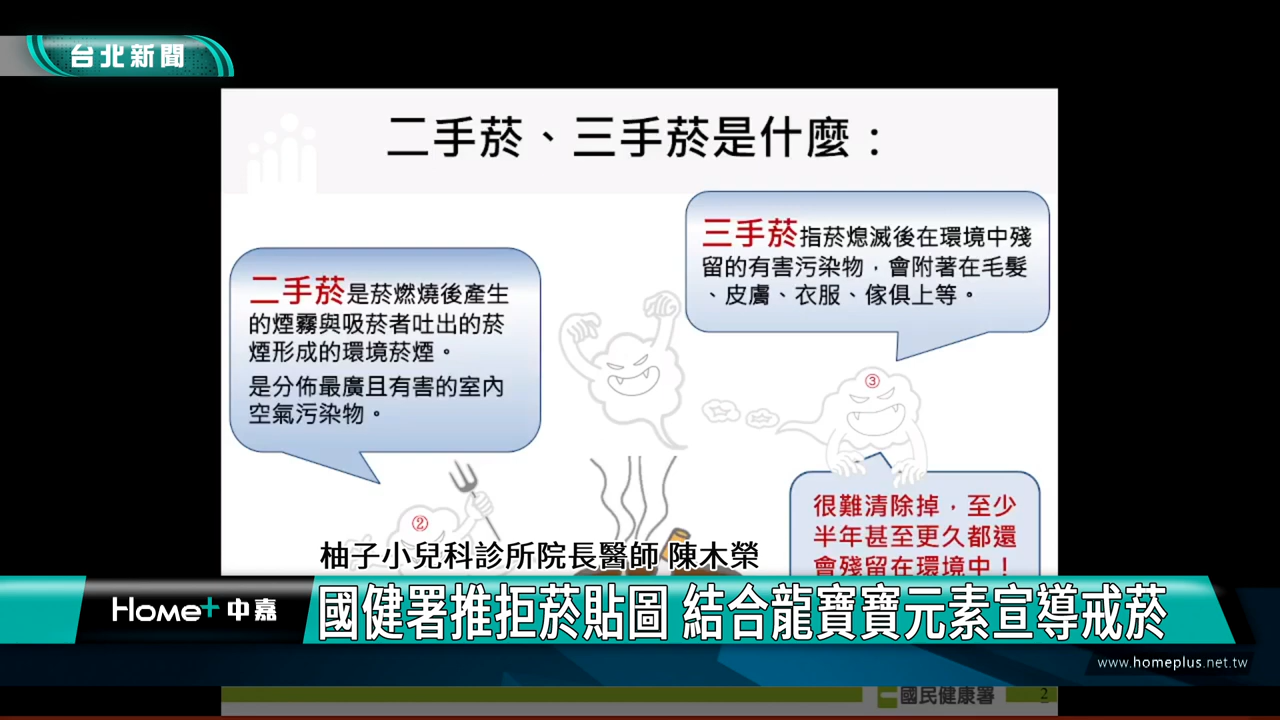 台北新聞
二手菸、三手菸是什麼：
三手菸指菸熄滅後在環境中殘
留的有害污染物，會附著在毛髮
、皮膚、衣服、傢俱上等。
二手菸是菸燃燒後產生
的煙霧與吸菸者吐出的菸
煙形成的環境菸煙。
是分佈最廣且有害的室內
空氣污染物。
③
很難清除掉，至少
半年甚至更久都還
會殘留在環境中！
②
柚子小兒科診所院長醫師 陳木榮
Home+ 中嘉
國健署推拒菸貼圖 結合龍寶寶元素宣導戒菸
www.homeplus.net.tw
國民健康署
2